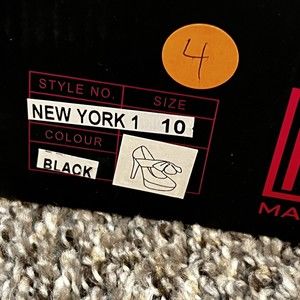 4
STYLE NO. SIZE
NEW YORK 1 10
COLOUR
BLACK
MA